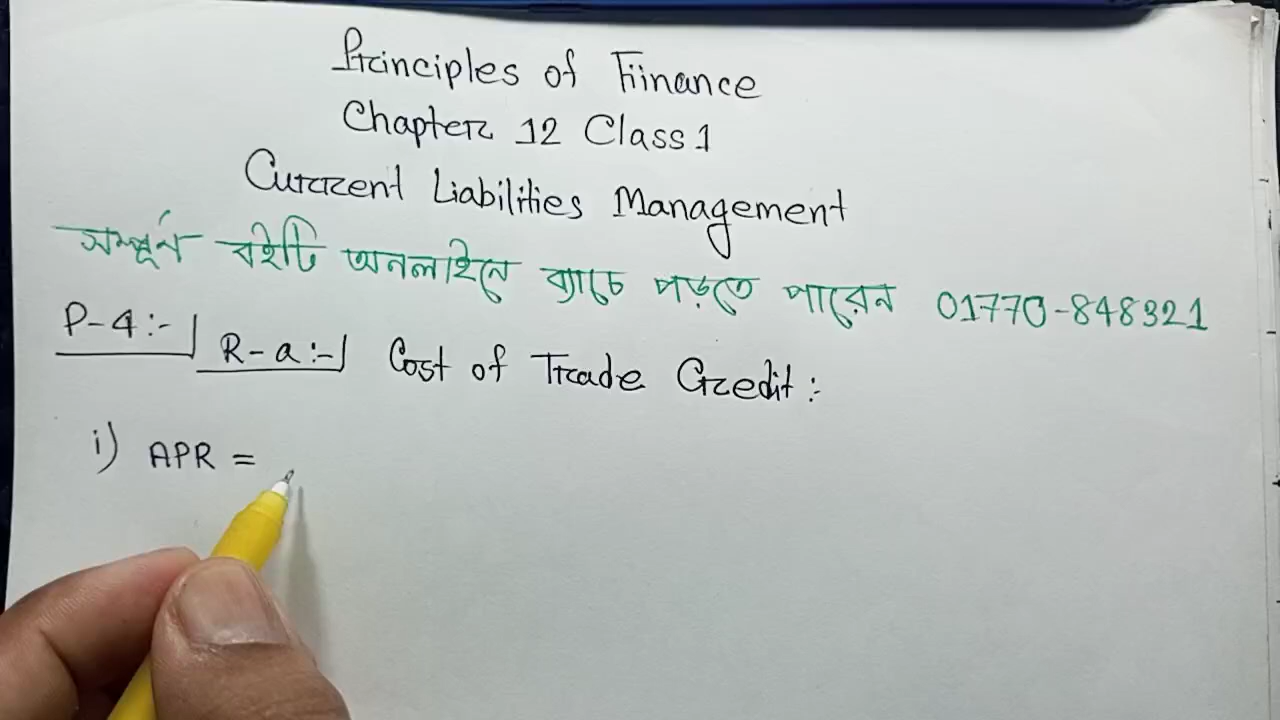 Principles of Finance
Chapter 12 Class 1
Current Liabilities Management
সম্পূর্ন বইটি অনলাইনে ব্যাচে পড়তে পারেন 01770-848321
P-4:- R-a:- Cost of Trade Credit:-
i) APR =